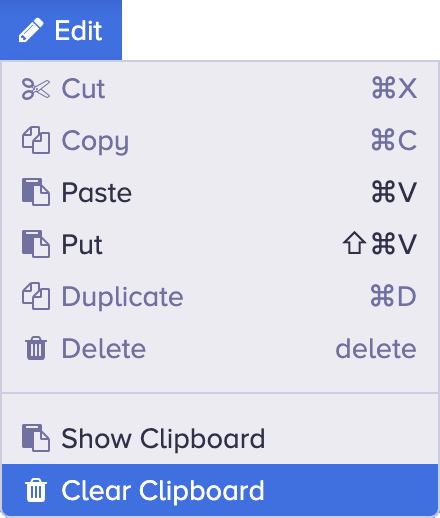 Edit
Cut ⌘X
Copy ⌘C
Paste ⌘V
Put ⇧⌘V
Duplicate ⌘D
Delete delete
Show Clipboard
Clear Clipboard